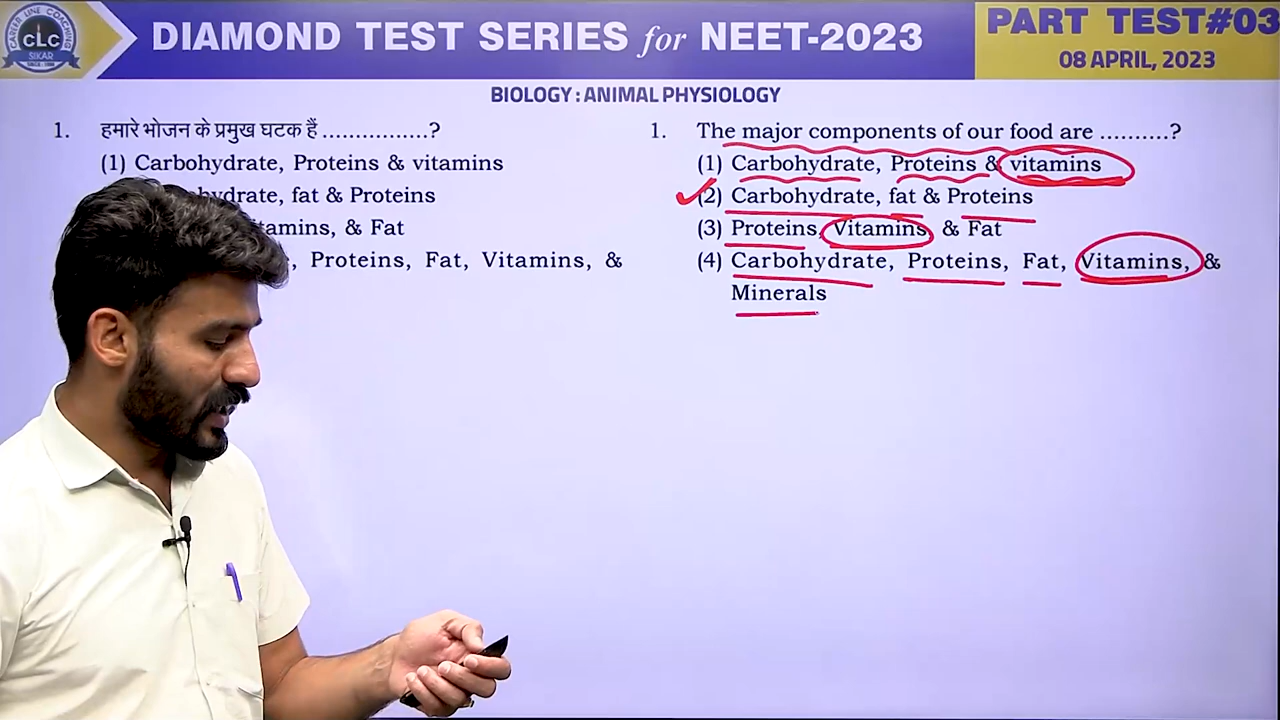 CAREER LINE COACHING
CLC
SIKAR
SINCE - 1996
DIAMOND TEST SERIES for NEET-2023
PART TEST#03
08 APRIL, 2023
BIOLOGY : ANIMAL PHYSIOLOGY
1. हमारे भोजन के प्रमुख घटक हैं ................?
(1) Carbohydrate, Proteins & vitamins
hydrate, fat & Proteins
tamins, & Fat
, Proteins, Fat, Vitamins, &
1. The major components of our food are ..........?
(1) Carbohydrate, Proteins & vitamins
(2) Carbohydrate, fat & Proteins
(3) Proteins, Vitamins, & Fat
(4) Carbohydrate, Proteins, Fat, Vitamins, &
Minerals